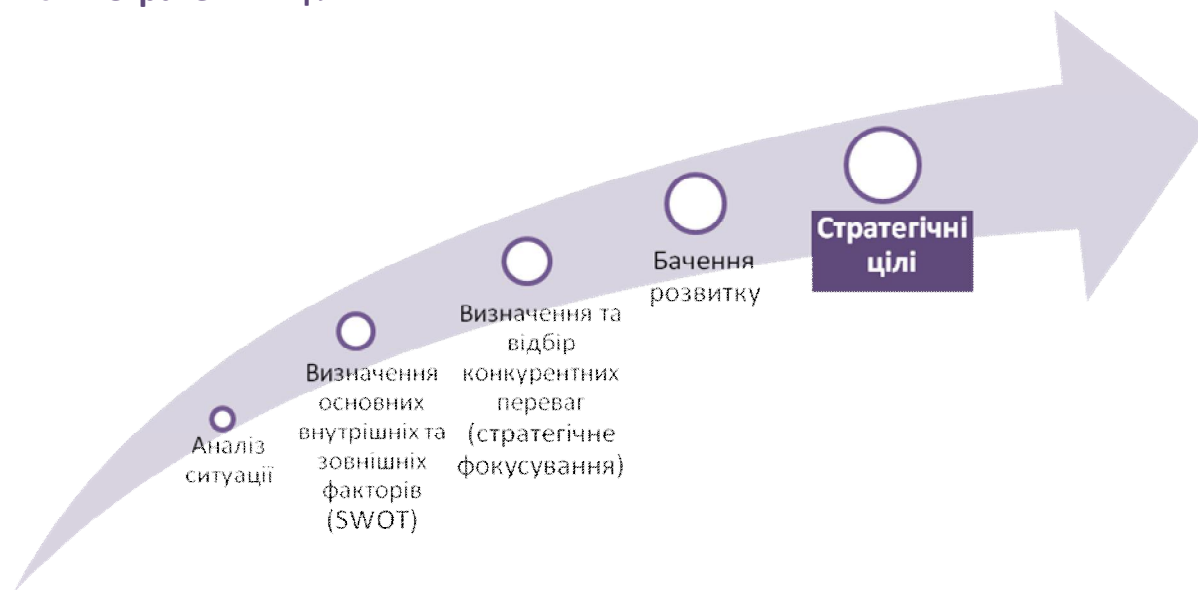 Аналіз
ситуації
Визначення
основних
внутрішніх та
зовнішніх
факторів
(SWOT)
Визначення та
відбір
конкурентних
переваг
(стратегічне
фокусування)
Бачення
розвитку
Стратегічні
цілі